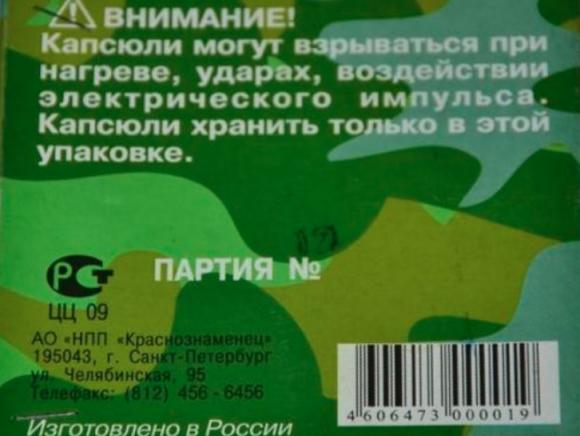 ВНИМАНИЕ!
Капсюли могут взрываться при
нагреве, ударах, воздействии
электрического импульса.
Капсюли хранить только в этой
упаковке.
ПАРТИЯ №
РСТ
ЦЦ 09
АО «НПП «Краснознаменец»
195043, г. Санкт-Петербург
ул. Челябинская, 95
Телефакс: (812) 456-6456
4 606473 000019
Изготовлено в России